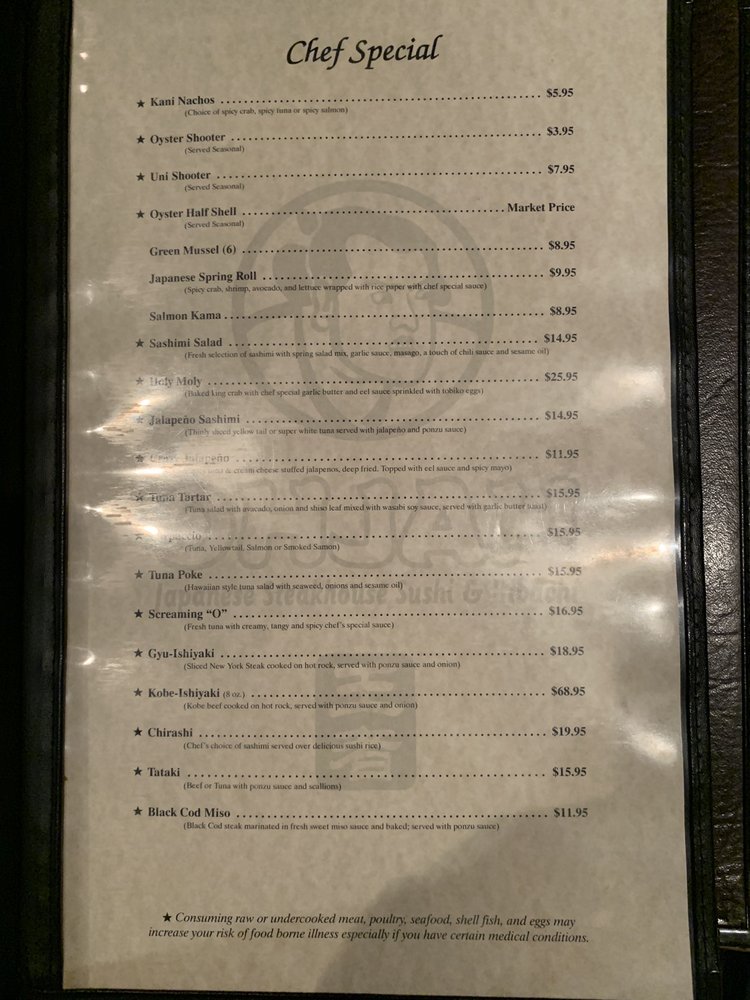 Chef Special
★ Kani Nachos ........ $5.95
(Choice of spicy crab, spicy tuna or spicy salmon)
★ Oyster Shooter ........ $3.95
(Served Seasonal)
★ Uni Shooter ........ $7.95
(Served Seasonal)
★ Oyster Half Shell ........ Market Price
(Served Seasonal)
Green Mussel (6) ........ $8.95
Japanese Spring Roll ........ $9.95
(Spicy crab, shrimp, avocado, and lettuce wrapped with rice paper with chef special sauce)
Salmon Kama ........ $8.95
★ Sashimi Salad ........ $14.95
(Fresh selection of sashimi with spring salad mix, garlic sauce, masago, a touch of chili sauce and sesame oil)
★ Holy Moly ........ $25.95
(Baked king crab with chef special garlic butter and eel sauce sprinkled with tobiko eggs)
★ Jalapeño Sashimi ........ $14.95
(Thinly sliced yellow tail or super white tuna served with jalapeño and ponzu sauce)
★ Jalapeño ........ $11.95
tuna & cream cheese stuffed jalapenos, deep fried. Topped with eel sauce and spicy mayo)
★ Tuna Tartar ........ $15.95
(Tuna salad with avocado, onion and shiso leaf mixed with wasabi soy sauce, served with garlic butter toast)
★ Carpaccio ........ $15.95
(Tuna, Yellowtail, Salmon or Smoked Samon)
★ Tuna Poke ........ $15.95
(Hawaiian style tuna salad with seaweed, onions and sesame oil)
★ Screaming “O” ........ $16.95
(Fresh tuna with creamy, tangy and spicy chef's special sauce)
★ Gyu-Ishiyaki ........ $18.95
(Sliced New York Steak cooked on hot rock, served with ponzu sauce and onion)
★ Kobe-Ishiyaki (8 oz.) ........ $68.95
(Kobe beef cooked on hot rock, served with ponzu sauce and onion)
★ Chirashi ........ $19.95
(Chef's choice of sashimi served over delicious sushi rice)
★ Tataki ........ $15.95
(Beef or Tuna with ponzu sauce and scallions)
★ Black Cod Miso ........ $11.95
(Black Cod steak marinated in fresh sweet miso sauce and baked; served with ponzu sauce)
★ Consuming raw or undercooked meat, poultry, seafood, shell fish, and eggs may
increase your risk of food borne illness especially if you have certain medical conditions.